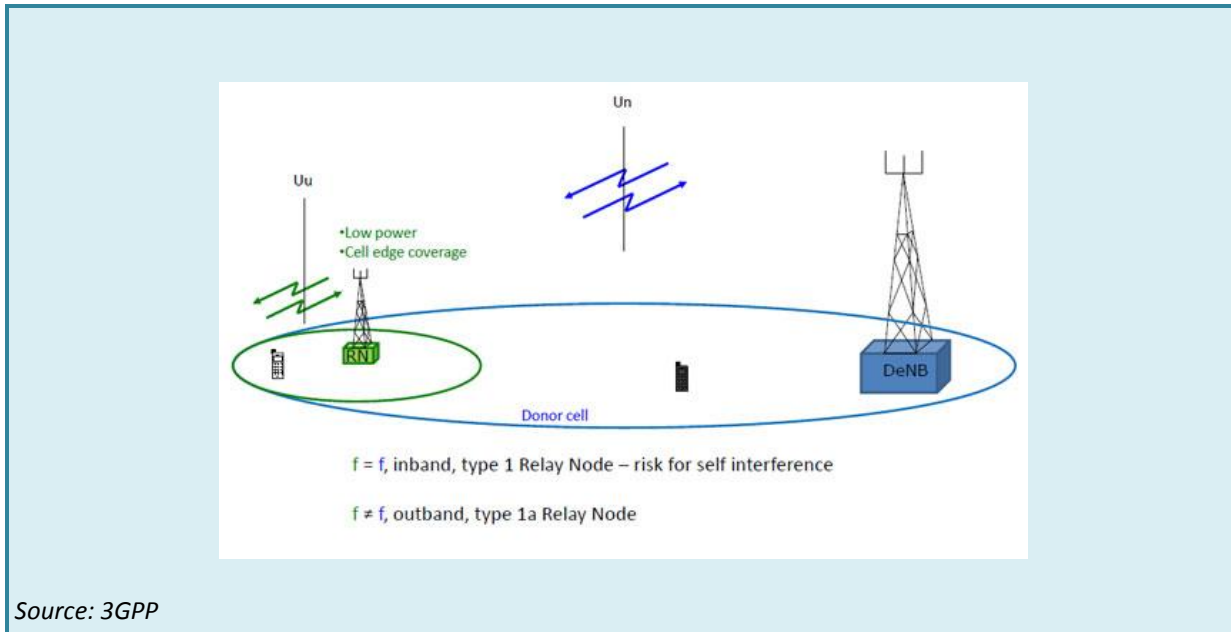 Un
Uu
•Low power
•Cell edge coverage
RN
DeNB
Donor cell
f = f, inband, type 1 Relay Node – risk for self interference
f ≠ f, outband, type 1a Relay Node
Source: 3GPP